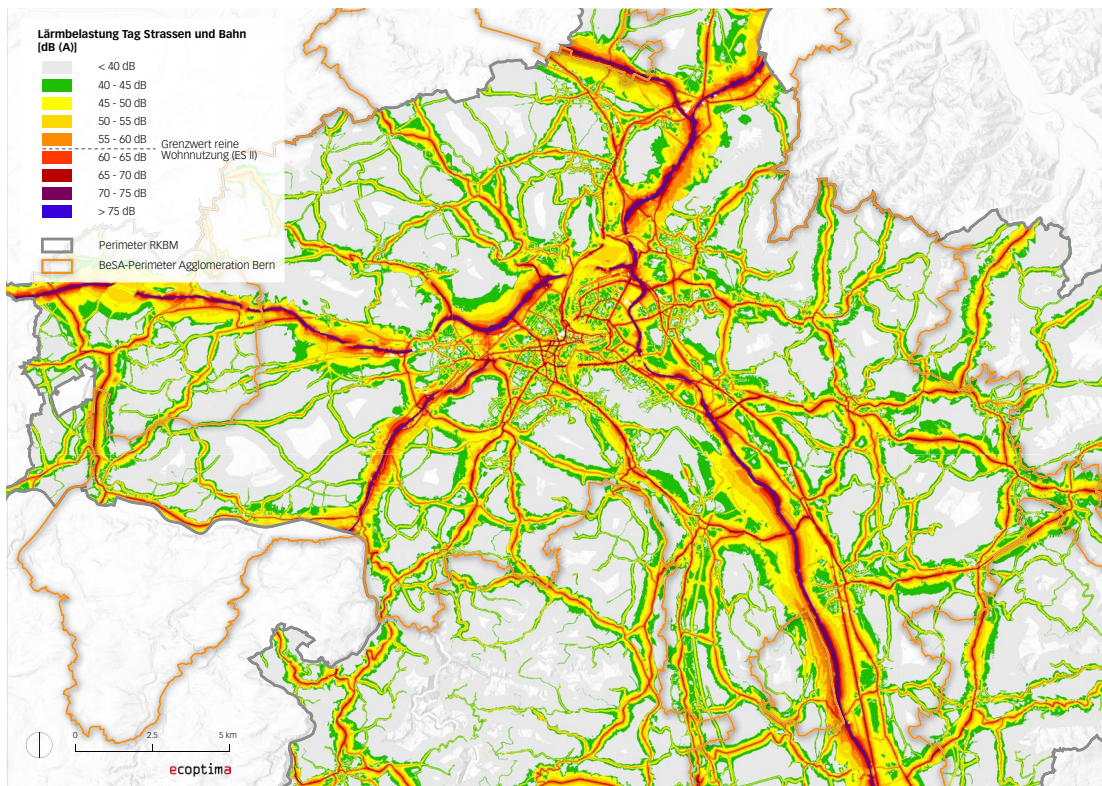 Lärmbelastung Tag Strassen und Bahn
[dB (A)]
< 40 dB
40 - 45 dB
45 - 50 dB
50 - 55 dB
55 - 60 dB
Grenzwert reine
Wohnnutzung (ES II)
60 - 65 dB
65 - 70 dB
70 - 75 dB
> 75 dB
Perimeter RKBM
BeSA-Perimeter Agglomeration Bern
0 2.5 5 km
ecoptima